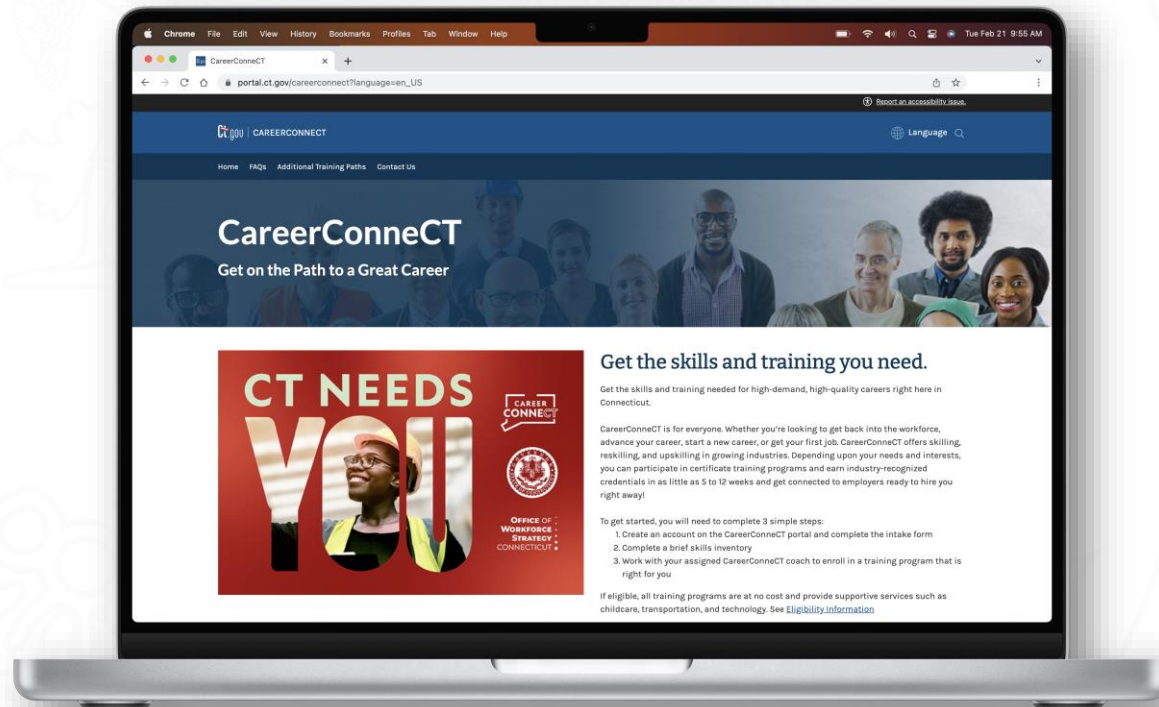 Chrome File Edit View History Bookmarks Profiles Tab Window Help Tue Feb 21 9:55 AM
CareerConneCT
portal.ct.gov/careerconnect?language=en_US
Report an accessibility issue.
Ct.gov | CAREERCONNECT
Language
Home FAQs Additional Training Paths Contact Us
CareerConneCT
Get on the Path to a Great Career
CT NEEDS
YOU
CAREER
CONNECT
OFFICE OF
WORKFORCE
STRATEGY
CONNECTICUT
Get the skills and training you need.
Get the skills and training needed for high-demand, high-quality careers right here in
Connecticut.
CareerConneCT is for everyone. Whether you're looking to get back into the workforce,
advance your career, start a new career, or get your first job. CareerConneCT offers skilling,
reskilling, and upskilling in growing industries. Depending upon your needs and interests,
you can participate in certificate training programs and earn industry-recognized
credentials in as little as 5 to 12 weeks and get connected to employers ready to hire you
right away!
To get started, you will need to complete 3 simple steps:
1. Create an account on the CareerConneCT portal and complete the intake form
2. Complete a brief skills inventory
3. Work with your assigned CareerConneCT coach to enroll in a training program that is
right for you
If eligible, all training programs are at no cost and provide supportive services such as
childcare, transportation, and technology. See Eligibility Information